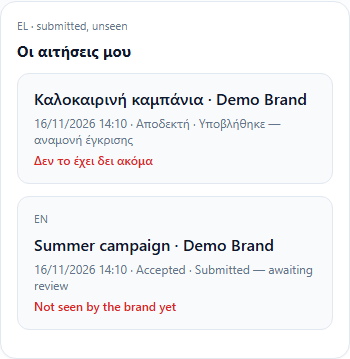 EL · submitted, unseen
Οι αιτήσεις μου
Καλοκαιρινή καμπάνια · Demo Brand
16/11/2026 14:10 · Αποδεκτή · Υποβλήθηκε —
αναμονή έγκρισης
Δεν το έχει δει ακόμα
EN
Summer campaign · Demo Brand
16/11/2026 14:10 · Accepted · Submitted — awaiting
review
Not seen by the brand yet